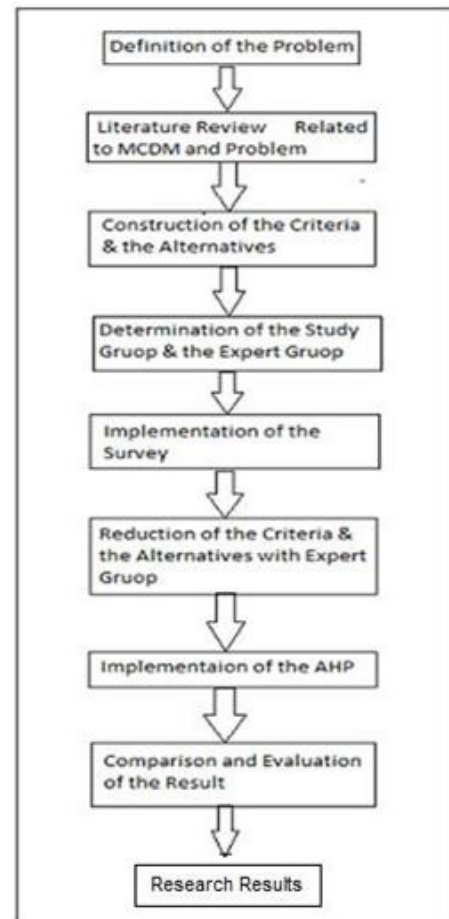 Definition of the Problem
Literature Review Related
to MCDM and Problem
Construction of the Criteria
& the Alternatives
Determination of the Study
Gruop & the Expert Gruop
Implementation of the
Survey
Reduction of the Criteria &
the Alternatives with Expert
Gruop
Implementaion of the AHP
Comparison and Evaluation
of the Result
Research Results